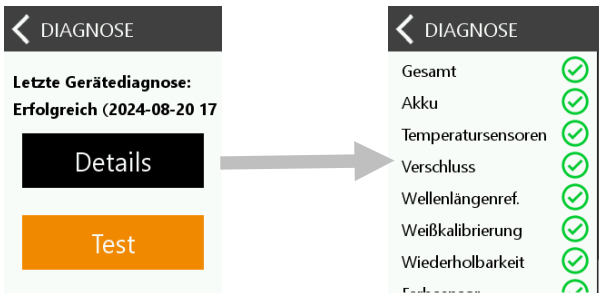 DIAGNOSE
Letzte Gerätediagnose:
Erfolgreich (2024-08-20 17
Details
Test
DIAGNOSE
Gesamt
Akku
Temperatursensoren
Verschluss
Wellenlängenref.
Weißkalibrierung
Wiederholbarkeit